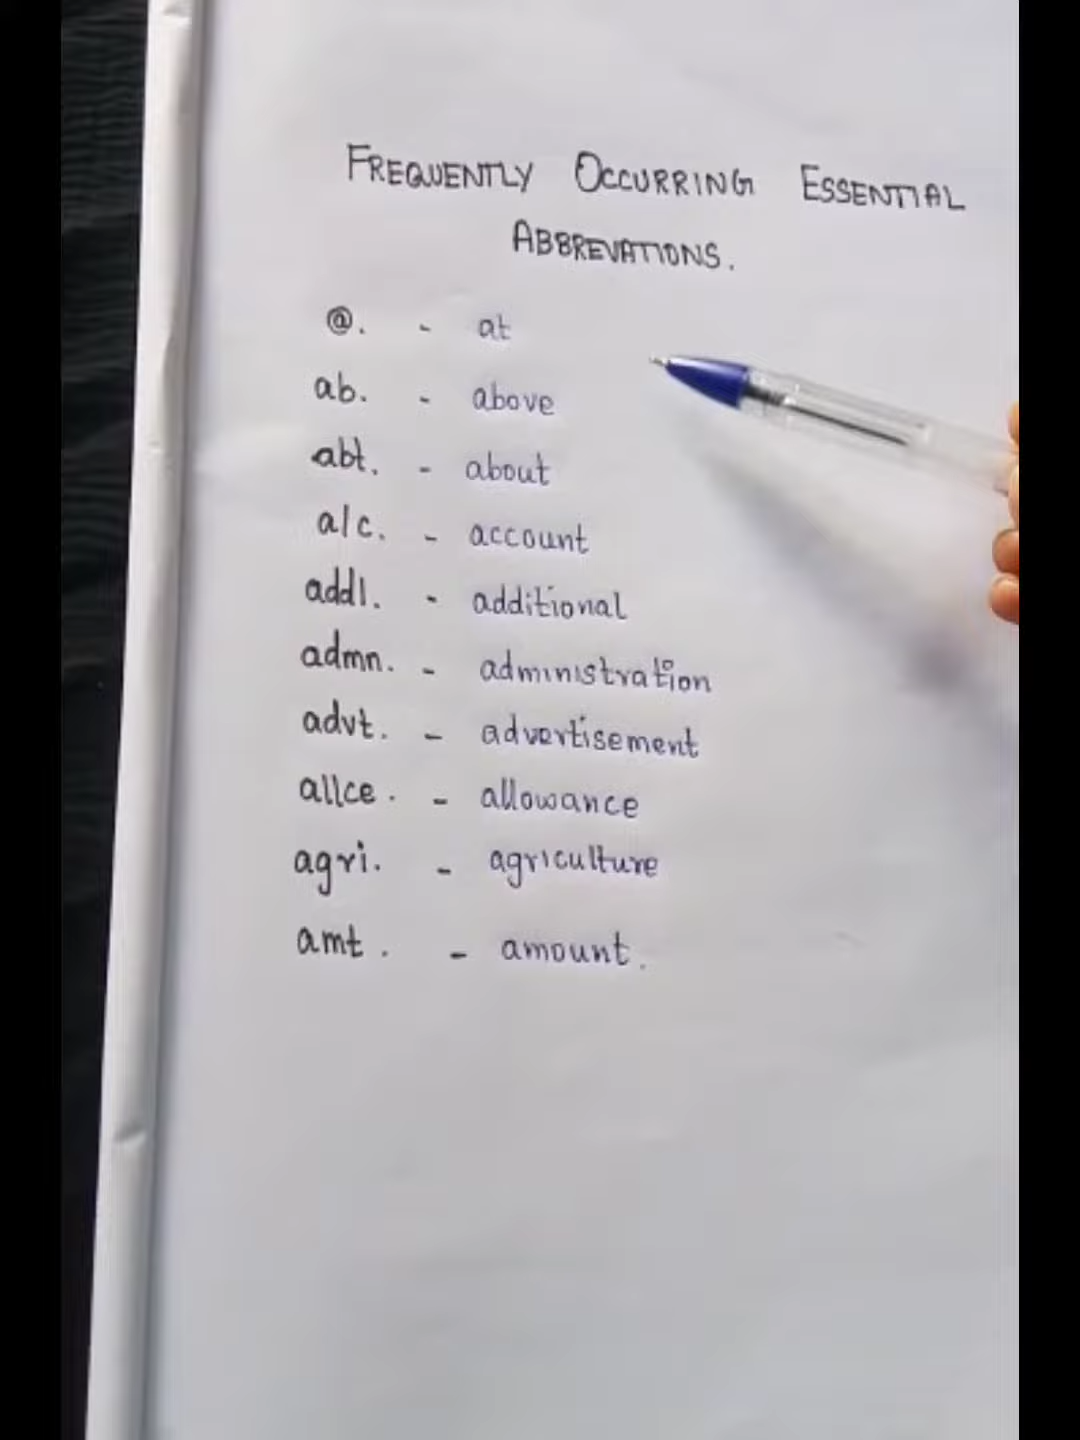 FREQUENTLY OCCURRING ESSENTIAL
ABBREVATIONS.
@. - at
ab. - above
abt. - about
a/c. - account
addl. - additional
admn. - administration
advt. - advertisement
allce. - allowance
agri. - agriculture
amt. - amount.